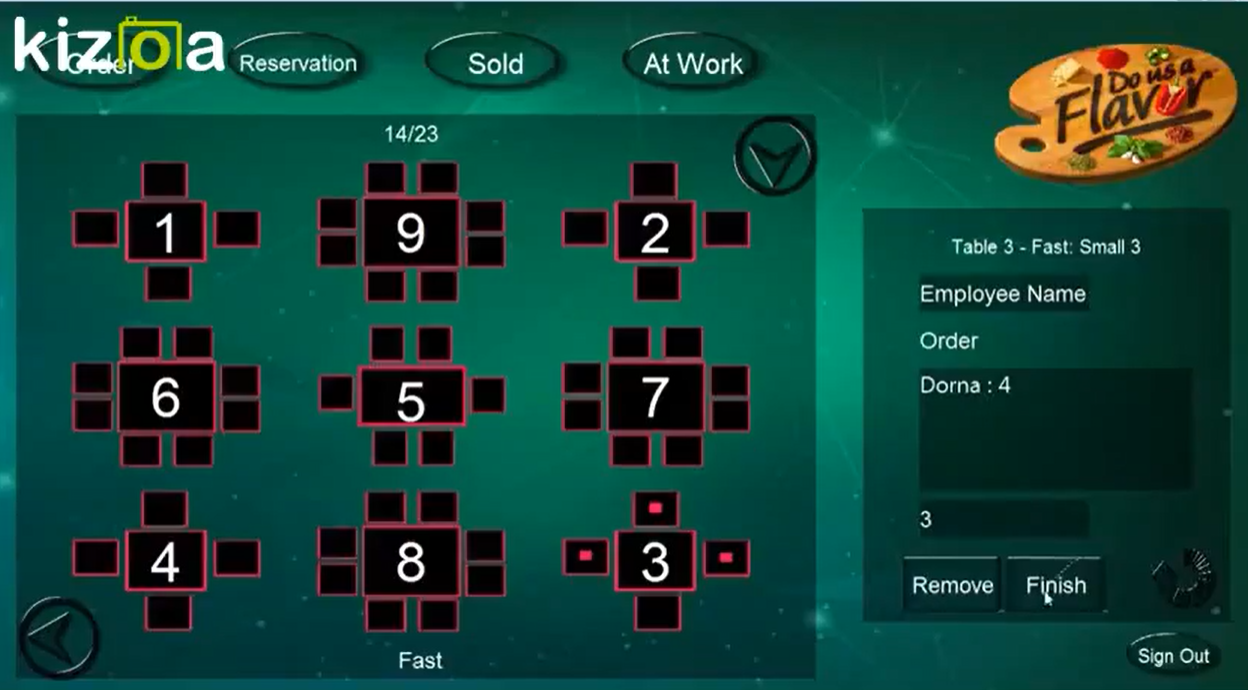 kizoa
Order
Reservation
Sold
At Work
Do us a
Flavor
14/23
1
9
2
6
5
7
4
8
3
Fast
Table 3 - Fast: Small 3
Employee Name
Order
Dorna : 4
3
Remove
Finish
Sign Out